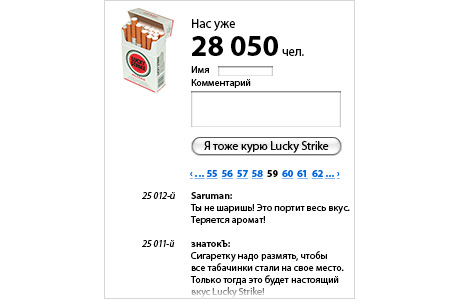 LUCKY
STRIKE
Нас уже
28 050 чел.
Имя
Комментарий
Я тоже курю Lucky Strike
‹ ... 55 56 57 58 59 60 61 62 ... ›
25 012-й
Saruman:
Ты не шаришь! Это портит весь вкус.
Теряется аромат!
25 011-й
знатокЪ:
Сигаретку надо размять, чтобы
все табачинки стали на свое место.
Только тогда это будет настоящий
вкус Lucky Strike!